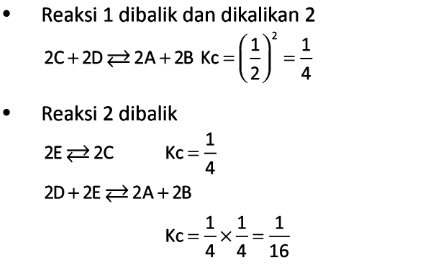 • Reaksi 1 dibalik dan dikalikan 2
2C + 2D ⇄ 2A + 2B Kc = (1/2)² = 1/4
• Reaksi 2 dibalik
2E ⇄ 2C Kc = 1/4
2D + 2E ⇄ 2A + 2B
Kc = 1/4 × 1/4 = 1/16